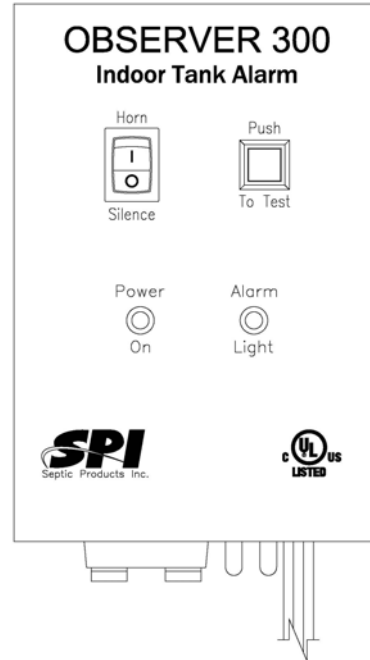 OBSERVER 300
Indoor Tank Alarm
Horn
I
O
Silence
Push
To Test
Power
On
Alarm
Light
SPI
Septic Products Inc.
C UL US
LISTED